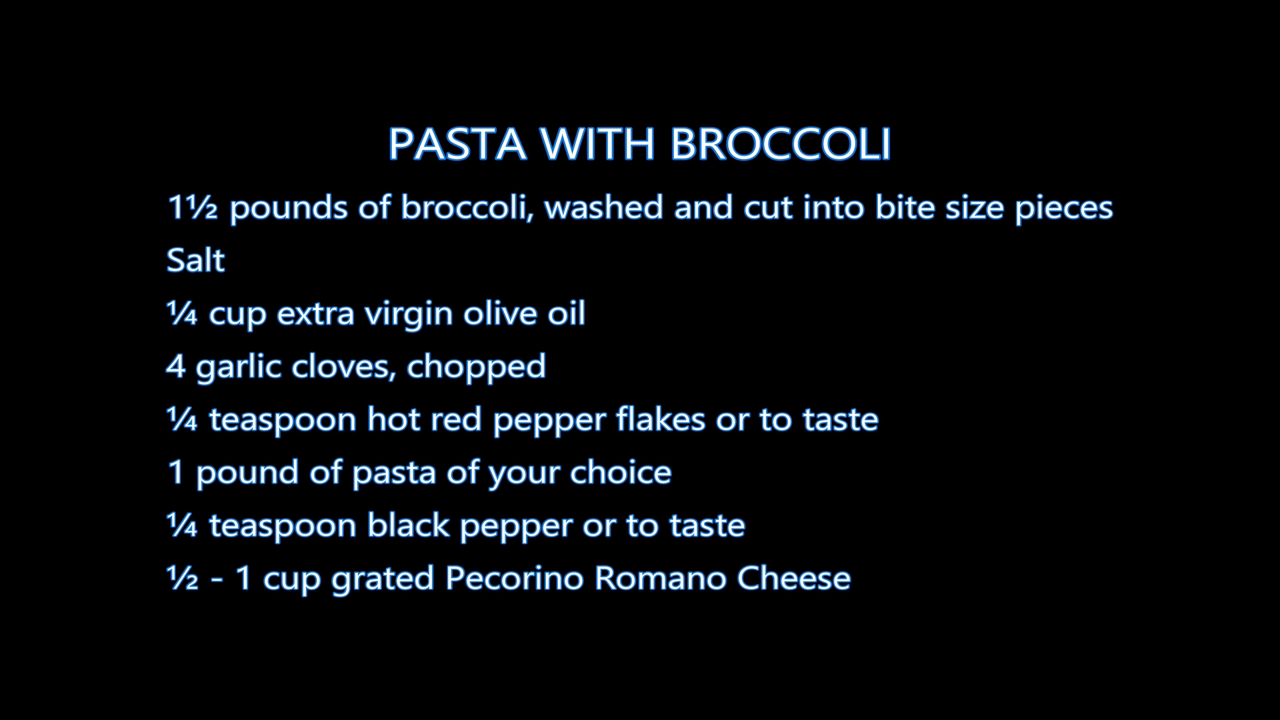 PASTA WITH BROCCOLI
1½ pounds of broccoli, washed and cut into bite size pieces
Salt
¼ cup extra virgin olive oil
4 garlic cloves, chopped
¼ teaspoon hot red pepper flakes or to taste
1 pound of pasta of your choice
¼ teaspoon black pepper or to taste
½ - 1 cup grated Pecorino Romano Cheese